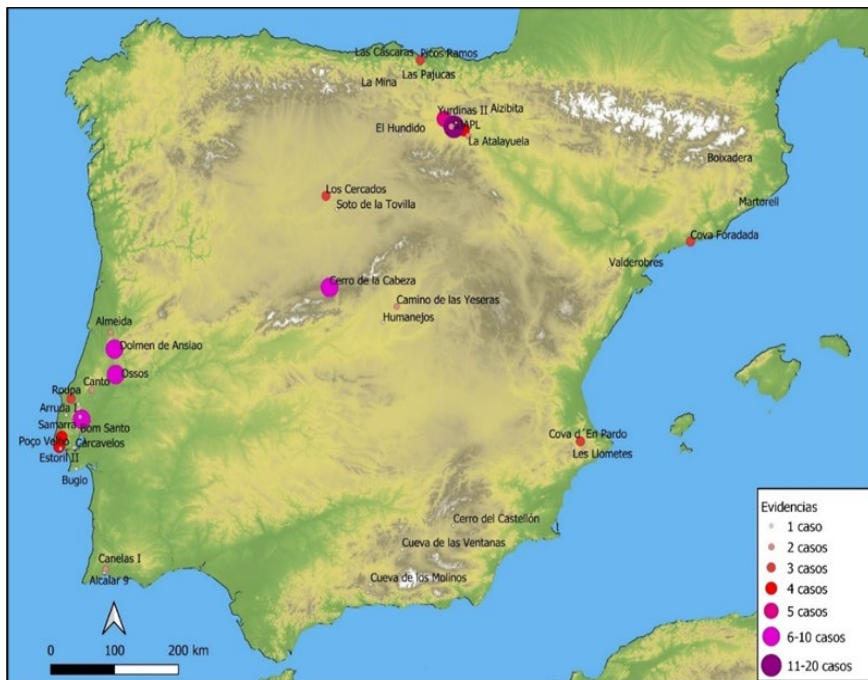 Las Cáscaras Picos Ramos
La Mina Las Pajucas
Yurdinas II Aizibita
El Hundido
La Atalayuela
Boixadera
Los Cercados
Soto de la Tovilla
Martorell
Cova Foradada
Valderobres
Cerro de la Cabeza
Camino de las Yeseras
Humanejos
Almeida
Dolmen de Ansiao
Ossos
Canto
Roupa
Arruda I
Samarra
Bom Santo
Poço Velho Carcavelos
Estoril II
Bugio
Cova d´En Pardo
Les Llometes
Cerro del Castellón
Cueva de las Ventanas
Cueva de los Molinos
Canelas I
Alcalar 9
0 100 200 km
Evidencias
1 caso
2 casos
3 casos
4 casos
5 casos
6-10 casos
11-20 casos